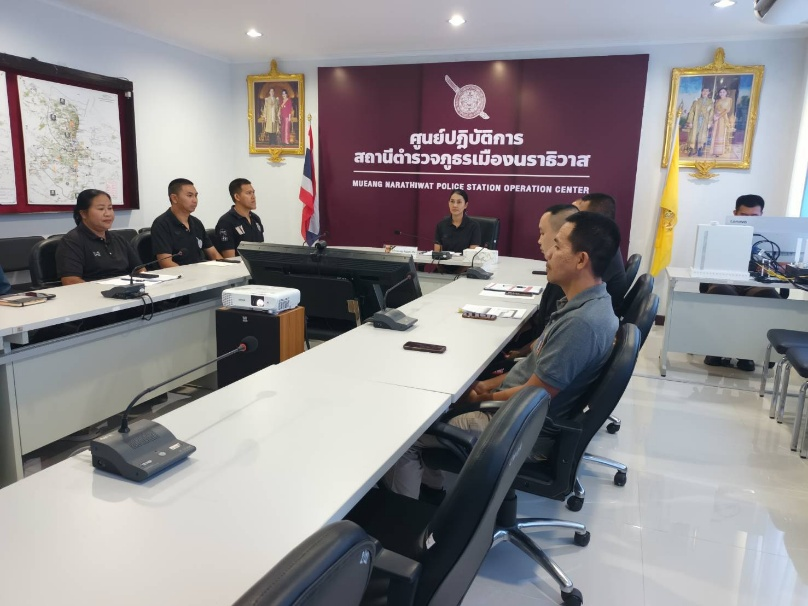 ศูนย์ปฏิบัติการ
สถานีตำรวจภูธรเมืองนราธิวาส
MUEANG NARATHIWAT POLICE STATION OPERATION CENTER